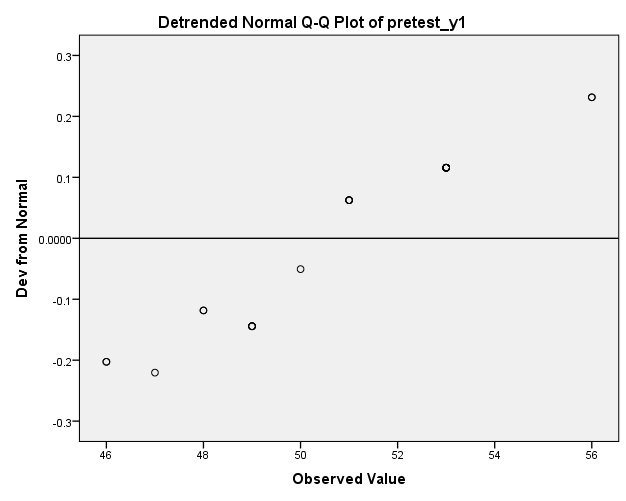 Detrended Normal Q-Q Plot of pretest_y1
0.3
0.2
0.1
0.0000
-0.1
-0.2
-0.3
Dev from Normal
46 48 50 52 54 56
Observed Value